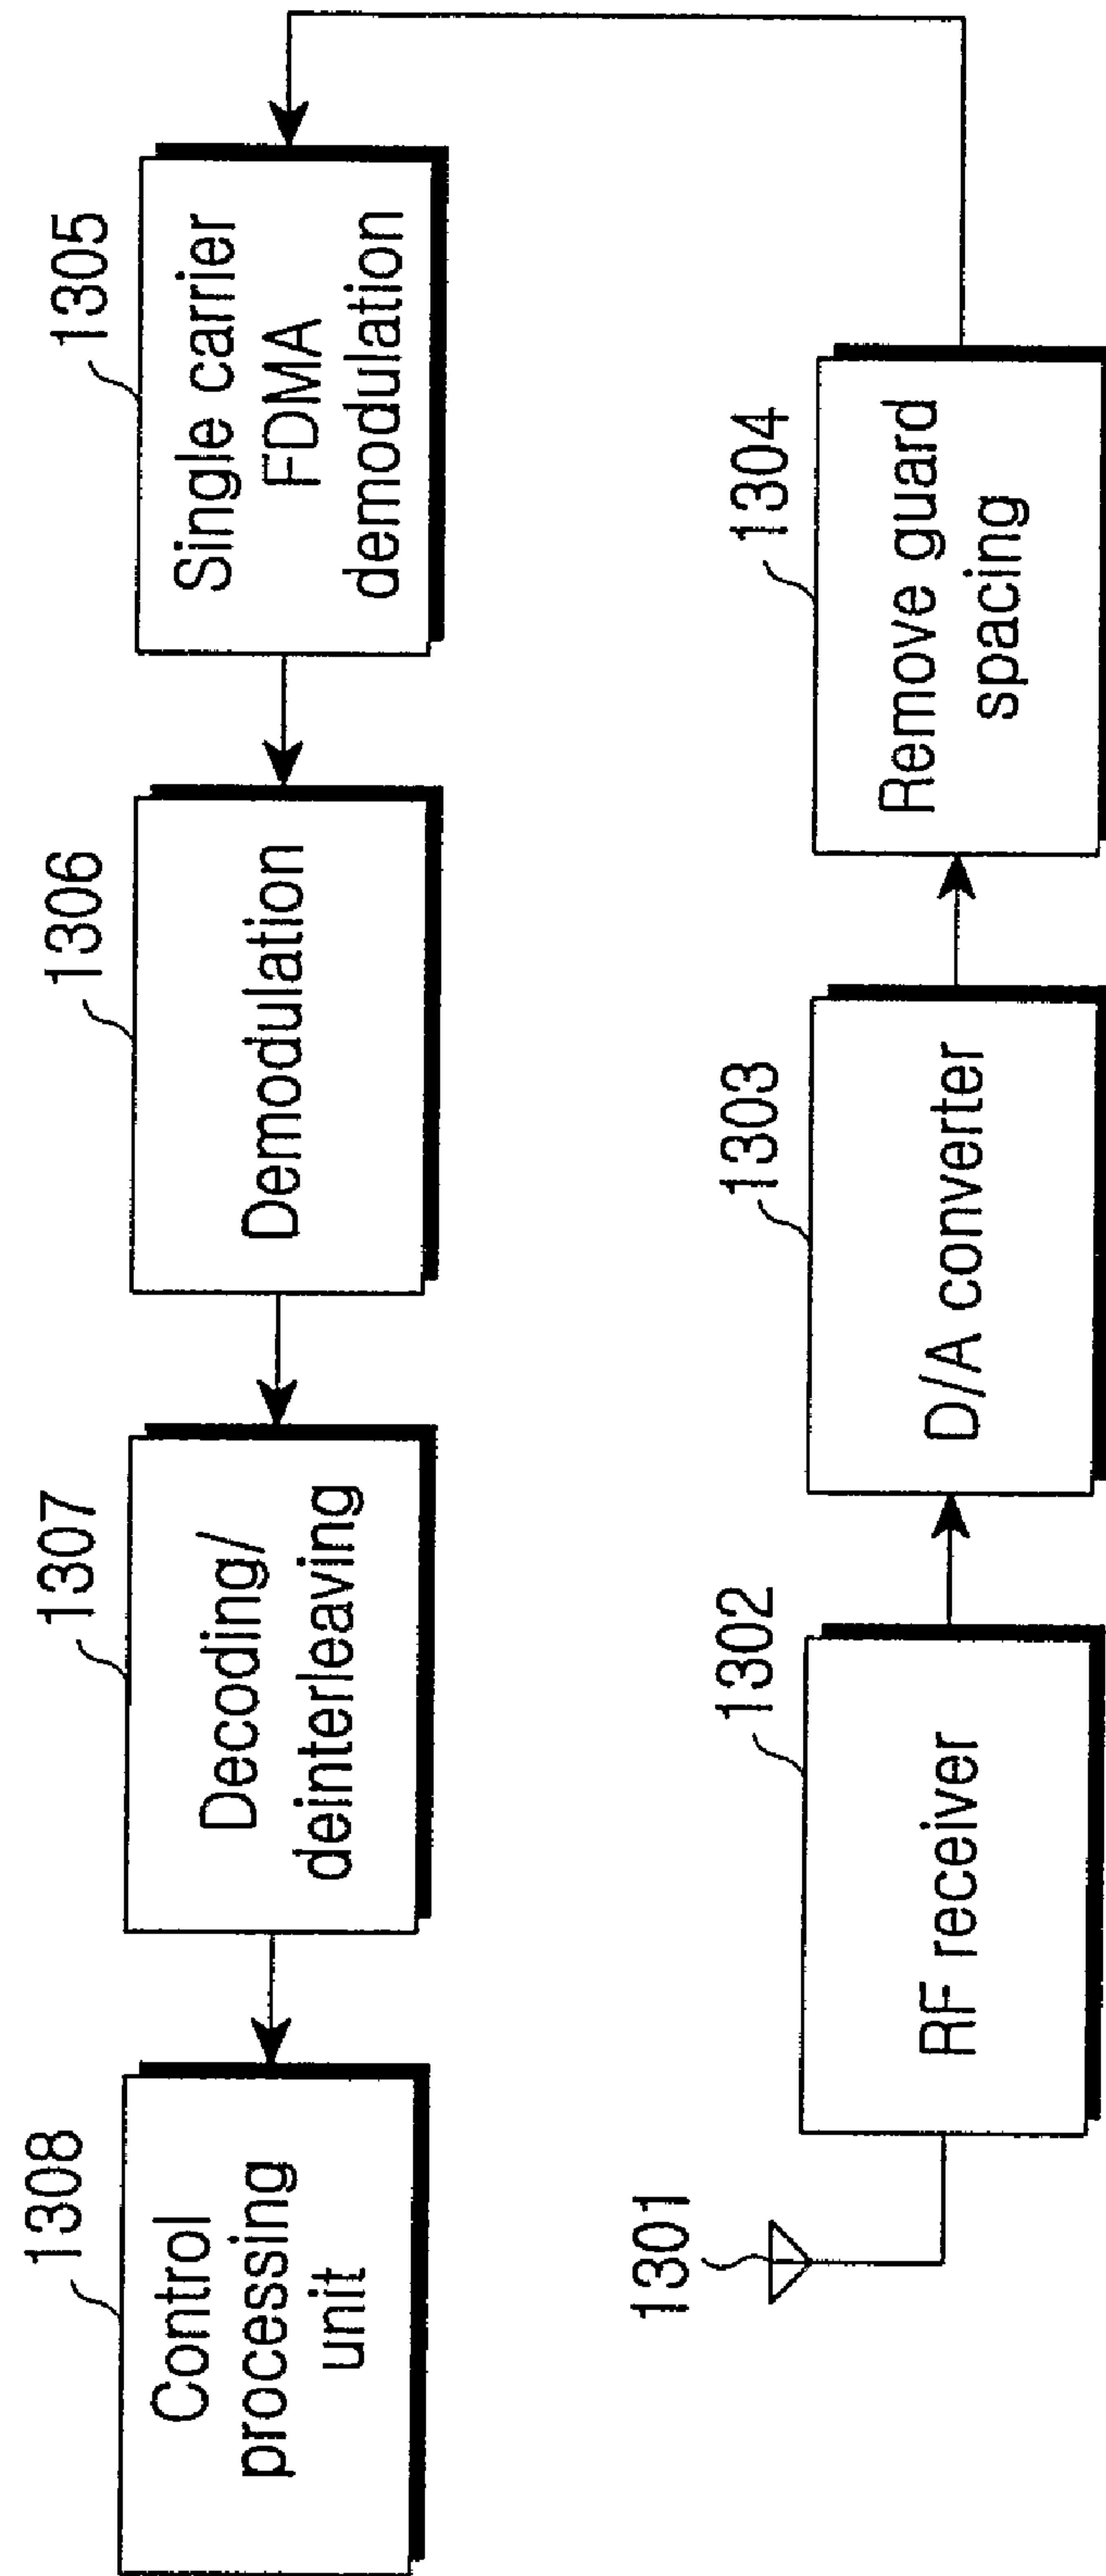 1308
Control
processing
unit
1307
Decoding/
deinterleaving
1306
Demodulation
1305
Single carrier
FDMA
demodulation
1301
1302
RF receiver
1303
D/A converter
1304
Remove guard
spacing